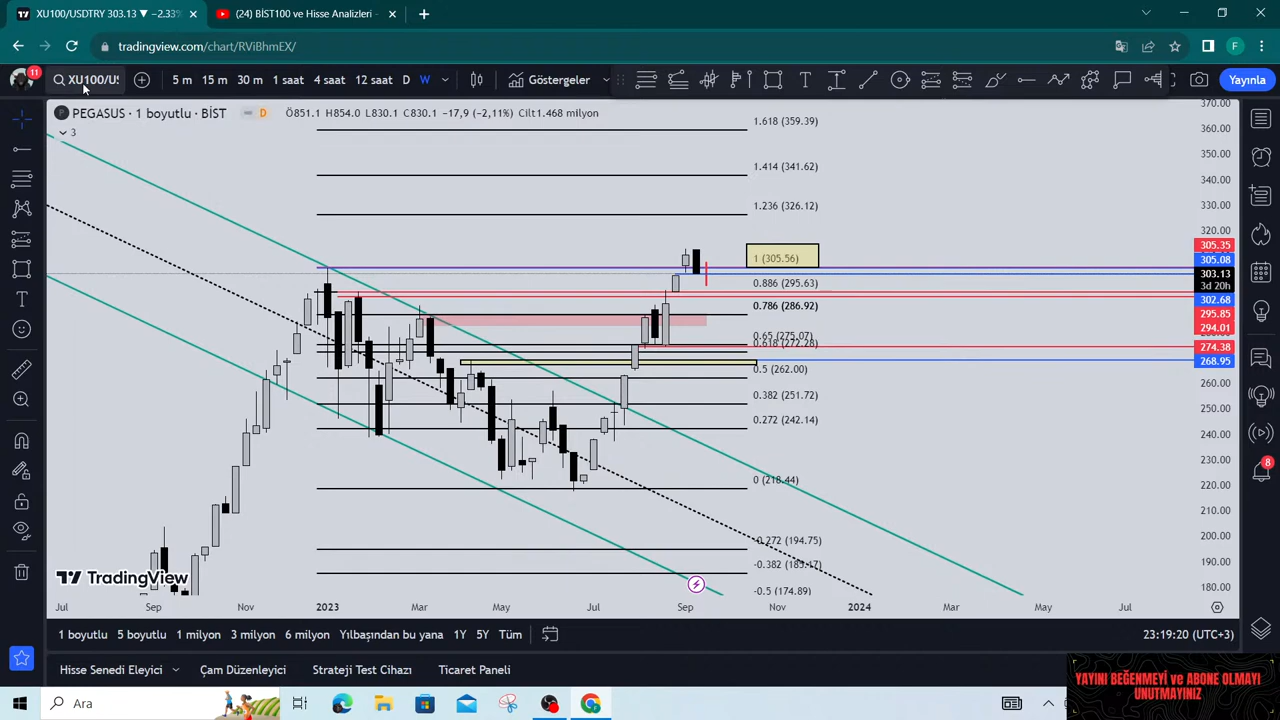 XU100/USDTRY 303.13 ▼ −2.33%
(24) BİST100 ve Hisse Analizleri -
tradingview.com/chart/RViBhmEX/
11
XU100/US
5 m 15 m 30 m 1 saat 4 saat 12 saat D W
Göstergeler
Yayınla
PEGASUS · 1 boyutlu · BİST
D
Ö851.1 H854.0 L830.1 C830.1 -17,9 (-2,11%) Cilt1.468 milyon
3
1.618 (359.39)
1.414 (341.62)
1.236 (326.12)
1 (305.56)
0.886 (295.63)
0.786 (286.92)
0.65 (275.07)
0.618 (272.28)
0.5 (262.00)
0.382 (251.72)
0.272 (242.14)
0 (218.44)
-0.272 (194.75)
-0.5 (174.89)
370.00
360.00
350.00
340.00
330.00
320.00
305.35
305.08
303.13
3d 20h
302.68
295.85
294.01
274.38
268.95
260.00
250.00
240.00
230.00
220.00
210.00
200.00
190.00
180.00
8
TradingView
Jul Sep Nov 2023 Mar May Jul Sep Nov 2024 Mar May Jul
1 boyutlu 5 boyutlu 1 milyon 3 milyon 6 milyon Yılbaşından bu yana 1Y 5Y Tüm
23:19:20 (UTC+3)
Hisse Senedi Eleyici Çam Düzenleyici Strateji Test Cihazı Ticaret Paneli
Ara
YAYINI BEĞENMEYİ ve ABONE OLMAYI
UNUTMAYINIZ